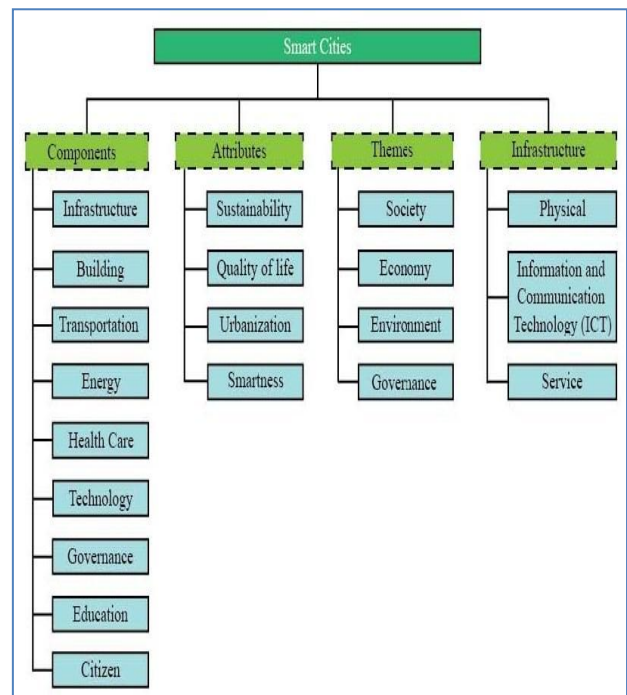 Smart Cities
Components
Infrastructure
Building
Transportation
Energy
Health Care
Technology
Governance
Education
Citizen
Attributes
Sustainability
Quality of life
Urbanization
Smartness
Themes
Society
Economy
Environment
Governance
Infrastructure
Physical
Information and
Communication
Technology (ICT)
Service